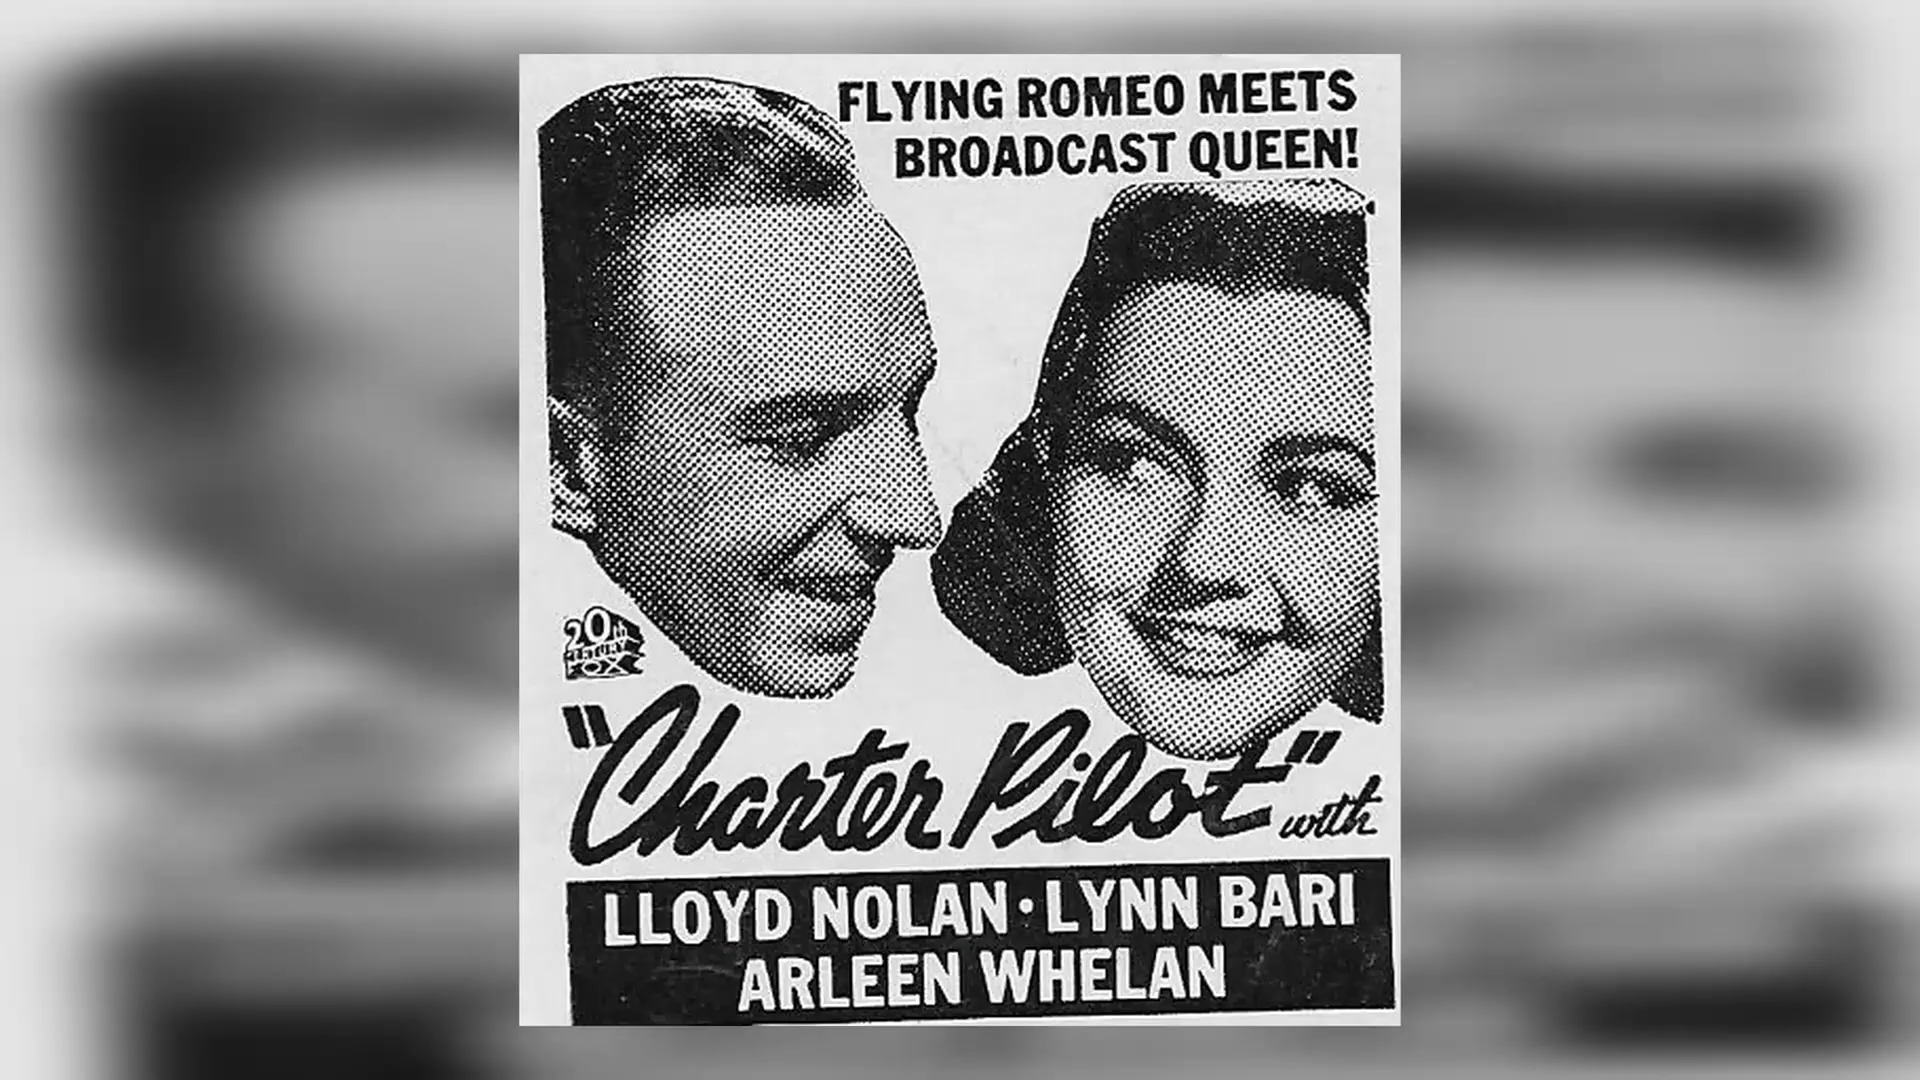 FLYING ROMEO MEETS
BROADCAST QUEEN!
20th
CENTURY
FOX
"Charter Pilot" with
LLOYD NOLAN · LYNN BARI
ARLEEN WHELAN